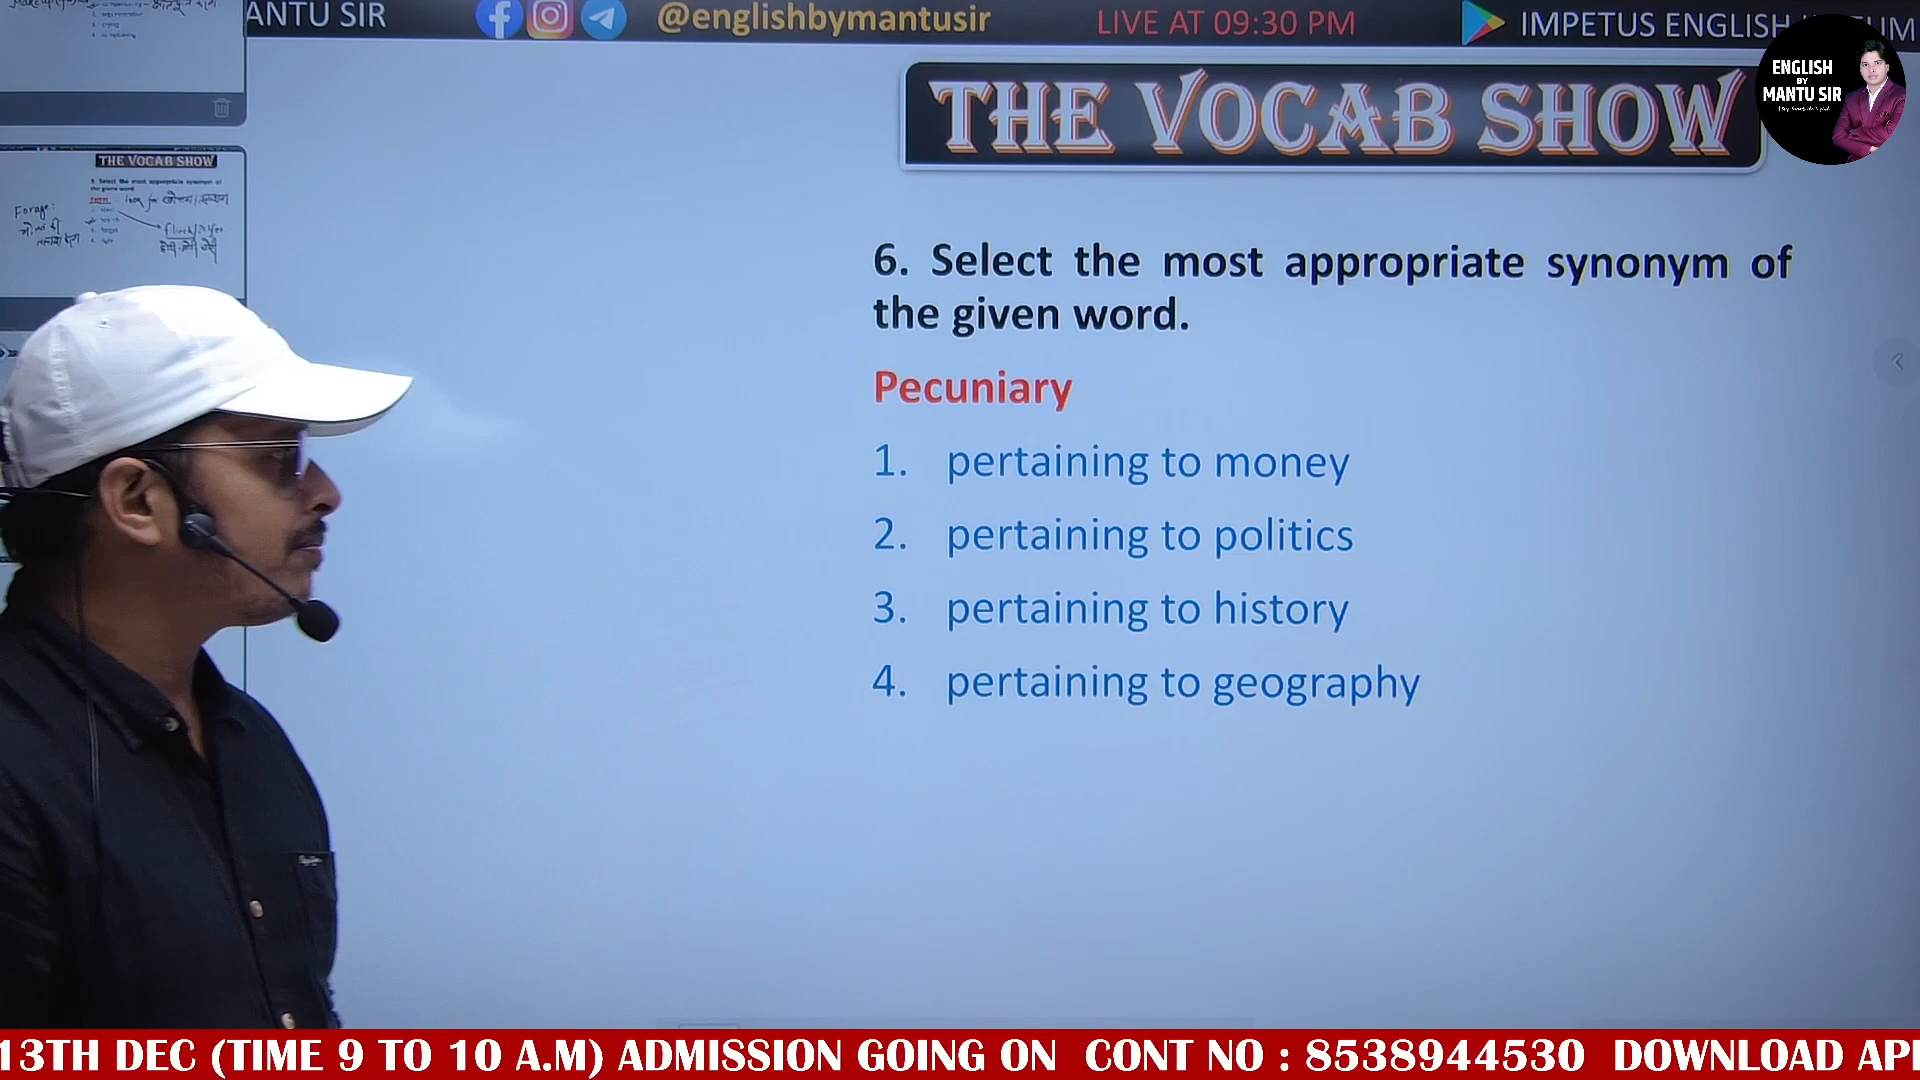 ANTU SIR
@englishbymantusir
LIVE AT 09:30 PM
IMPETUS ENGLISH
UM
ENGLISH
BY
MANTU SIR
THE VOCAB SHOW
THE VOCAB SHOW
Forage:
6. Select the most appropriate synonym of
the given word.
Pecuniary
1. pertaining to money
2. pertaining to politics
3. pertaining to history
4. pertaining to geography
13TH DEC (TIME 9 TO 10 A.M) ADMISSION GOING ON CONT NO : 8538944530 DOWNLOAD AP